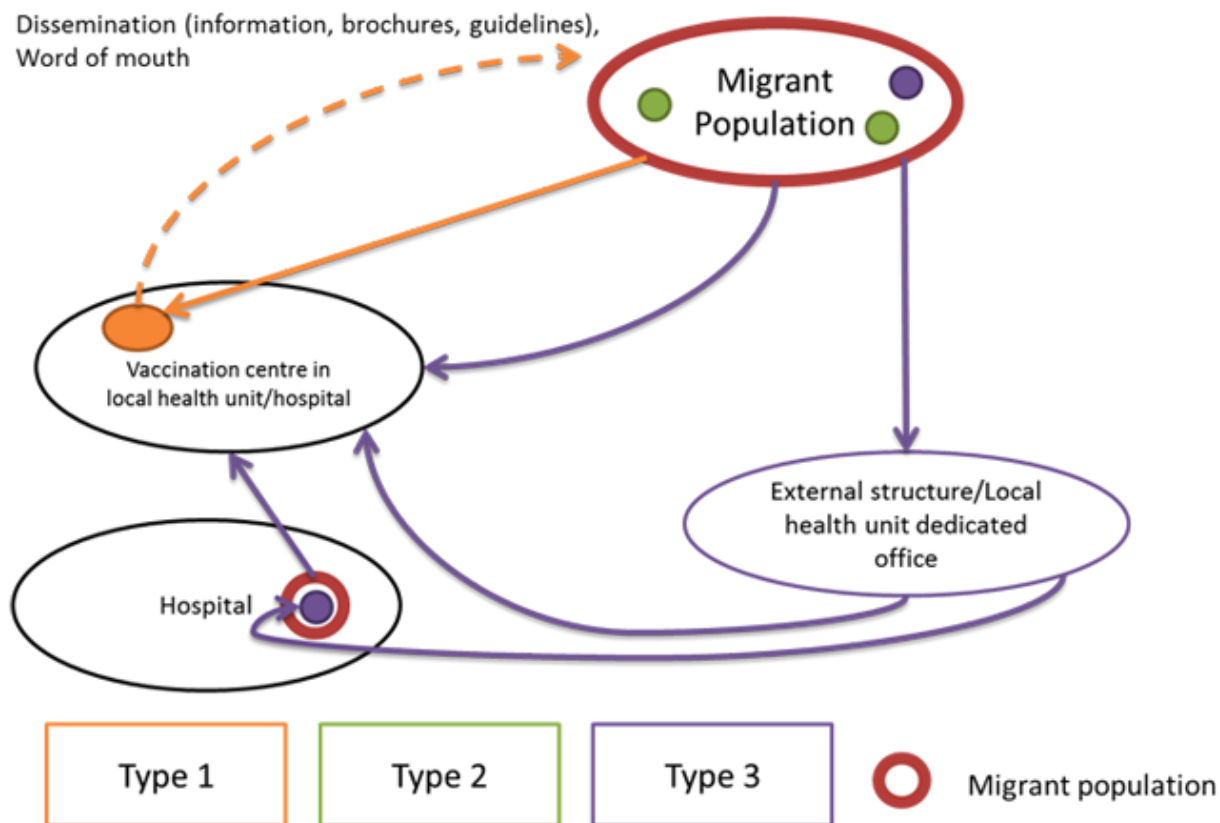 Dissemination (information, brochures, guidelines),
Word of mouth
Migrant
Population
Vaccination centre in
local health unit/hospital
External structure/Local
health unit dedicated
office
Hospital
Type 1
Type 2
Type 3
Migrant population